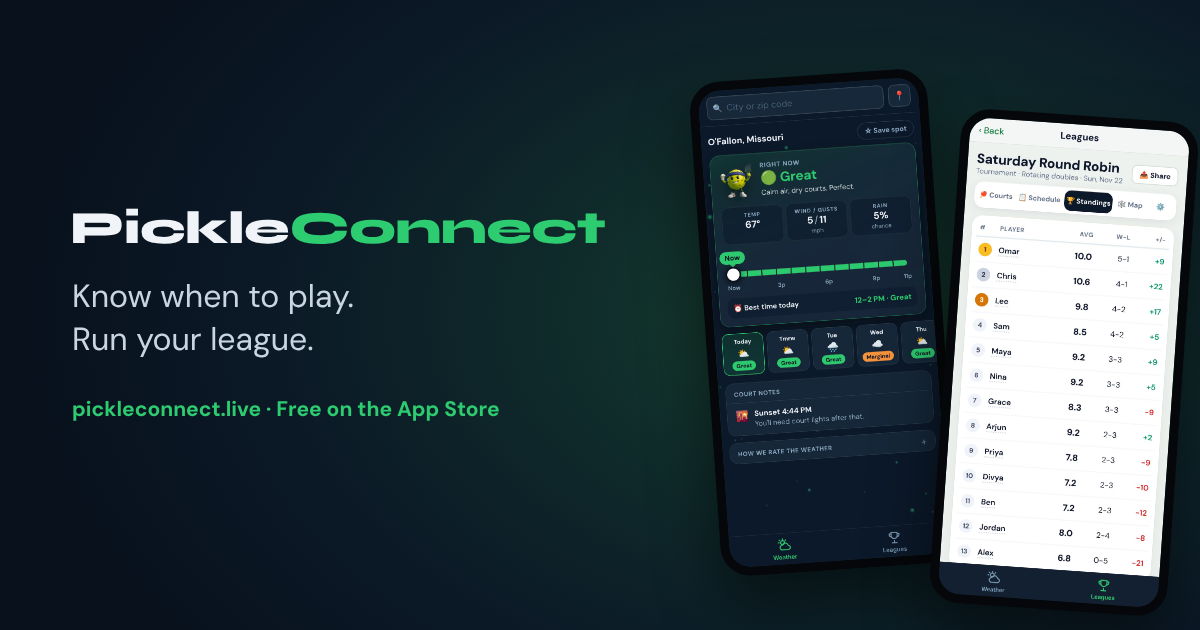 PickleConnect
Know when to play.
Run your league.
pickleconnect.live · Free on the App Store
City or zip code
O'Fallon, Missouri
☆ Save spot
RIGHT NOW
Great
Calm air, dry courts. Perfect.
TEMP
67°
WIND / GUSTS
5/11
mph
RAIN
5%
chance
Now
Now 3p 6p 9p 11p
Best time today 12–2 PM · Great
Today Tmrw Tue Wed Thu
Great Great Great Marginal Great
COURT NOTES
Sunset 4:44 PM
You'll need court lights after that.
HOW WE RATE THE WEATHER +
Weather Leagues
‹ Back Leagues
Saturday Round Robin
Tournament · Rotating doubles · Sun, Nov 22
Share
Courts Schedule Standings Map
# PLAYER AVG W-L +/-
1 Omar 10.0 5-1 +9
2 Chris 10.6 4-1 +22
3 Lee 9.8 4-2 +17
4 Sam 8.5 4-2 +5
5 Maya 9.2 3-3 +9
6 Nina 9.2 3-3 +5
7 Grace 8.3 3-3 -9
8 Arjun 9.2 2-3 +2
9 Priya 7.8 2-3 -9
10 Divya 7.2 2-3 -10
11 Ben 7.2 2-3 -12
12 Jordan 8.0 2-4 -8
13 Alex 6.8 0-5 -21
Weather Leagues